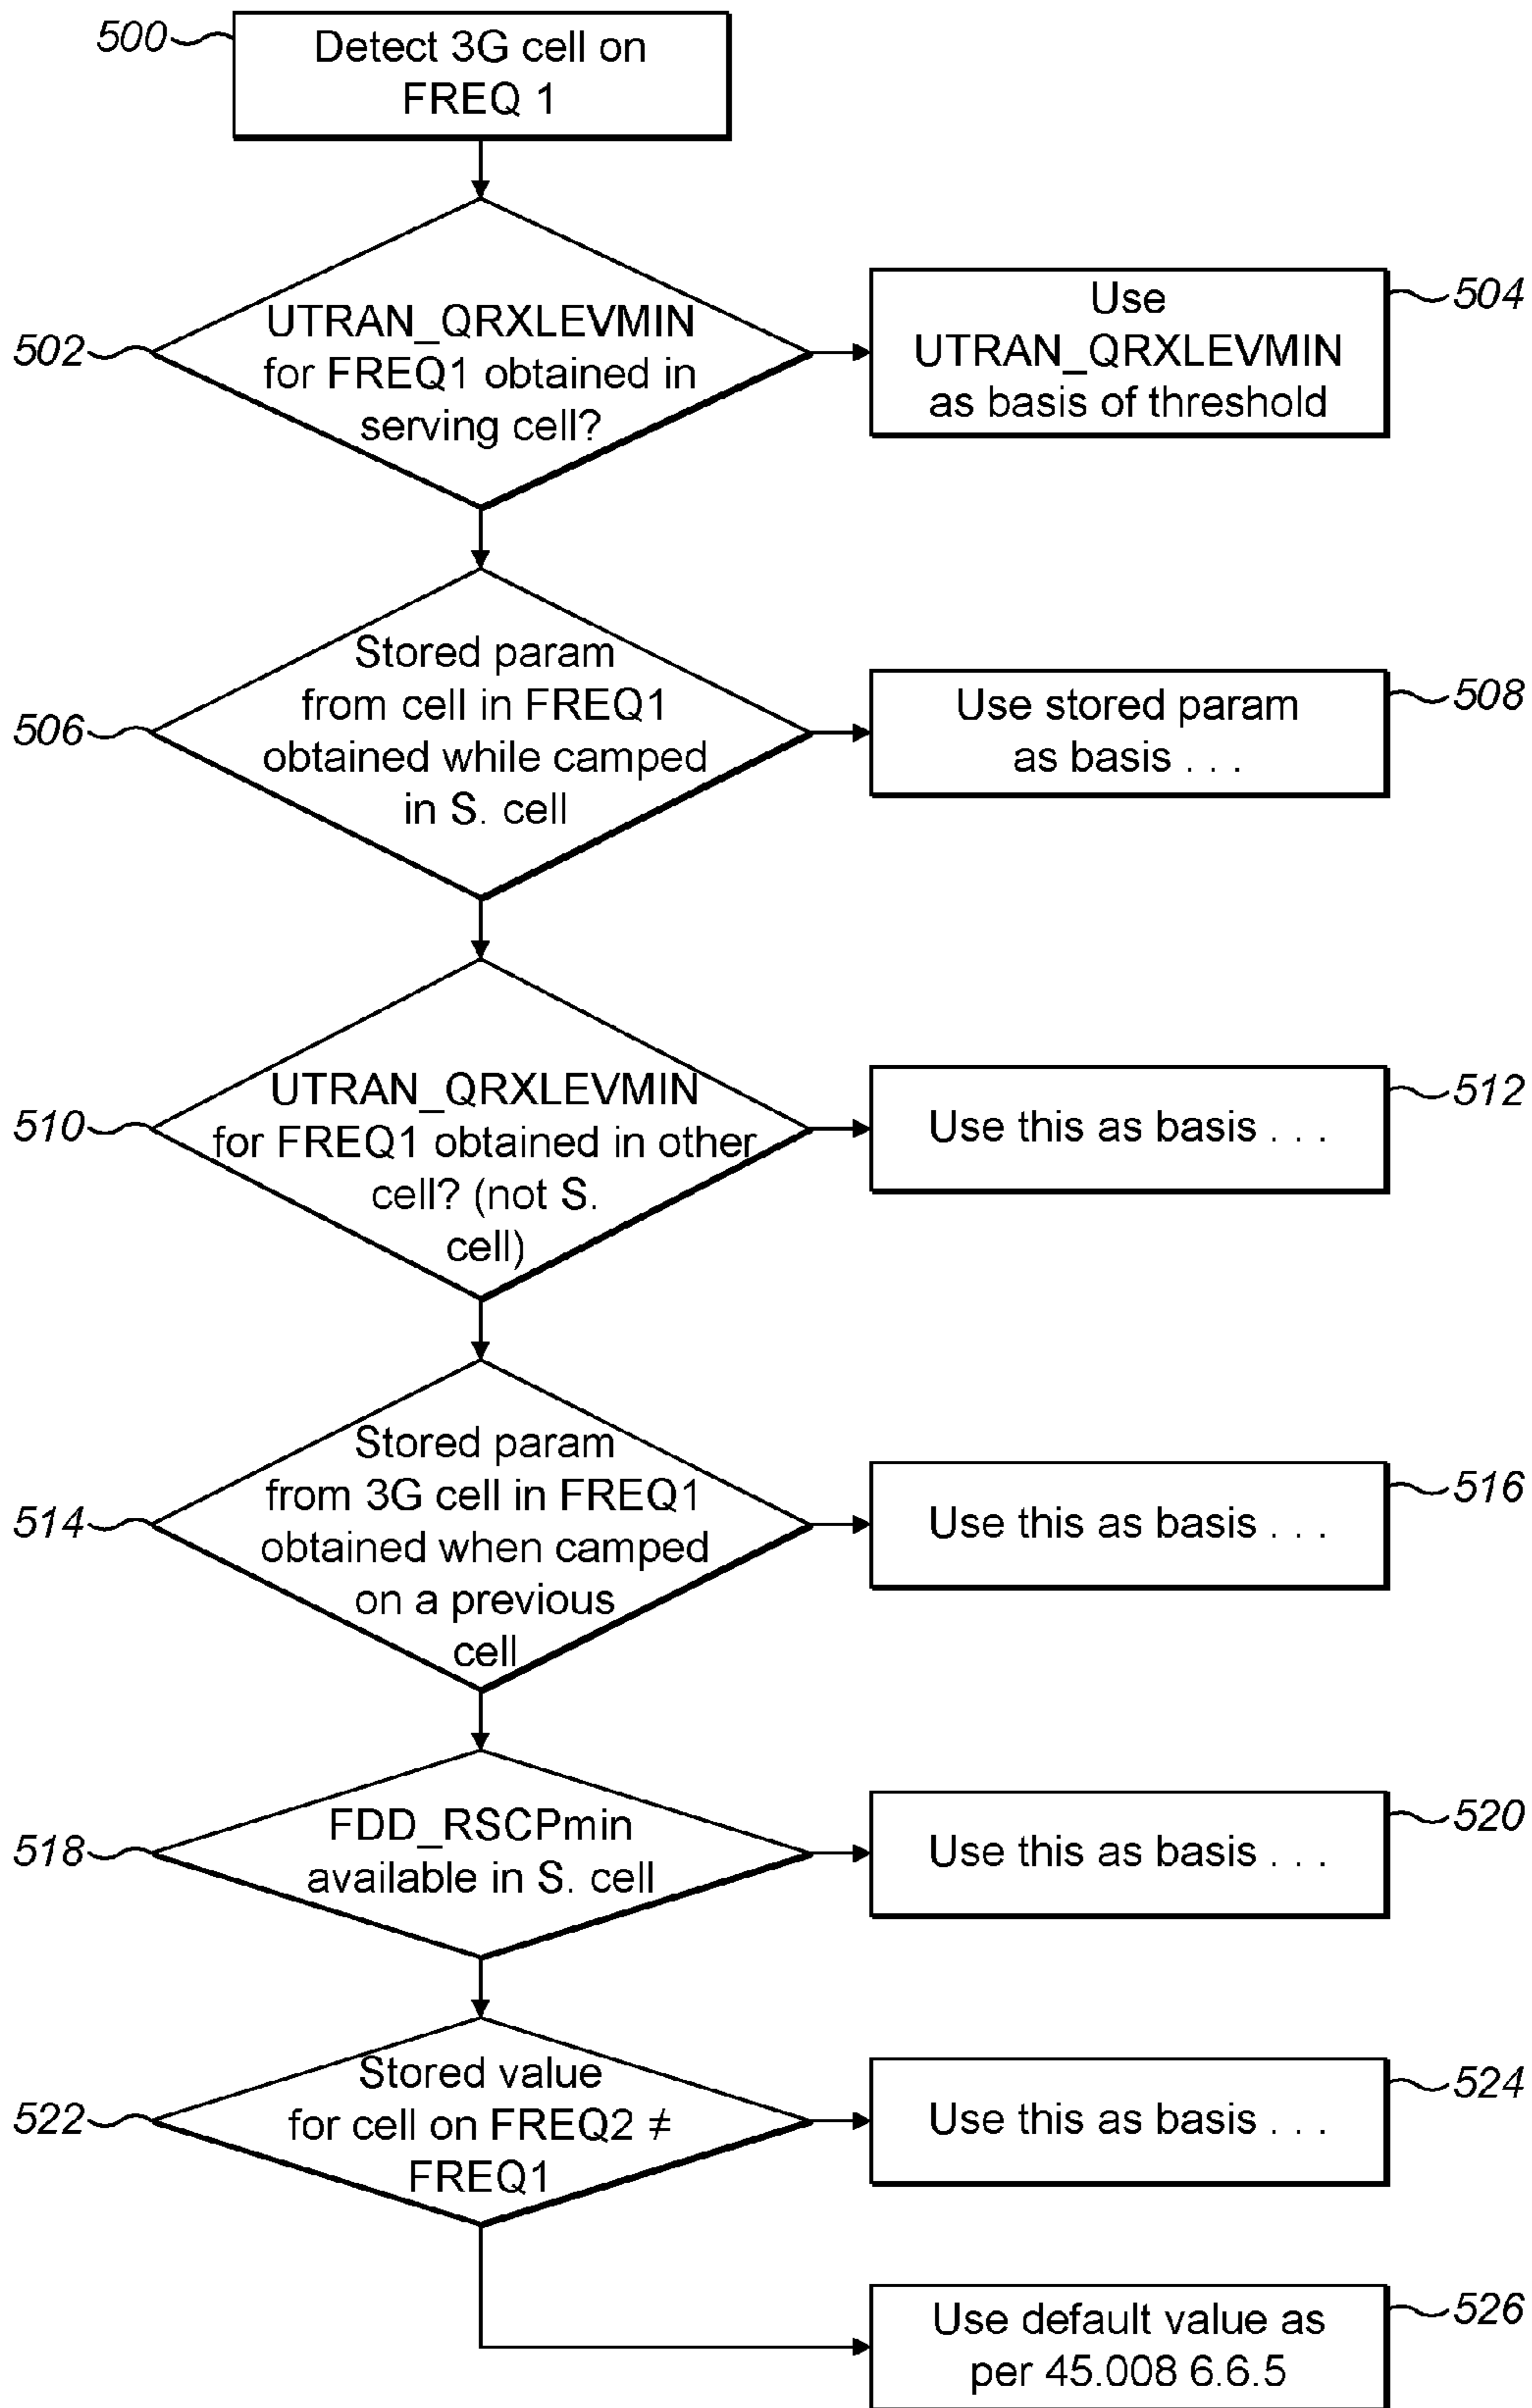 500
Detect 3G cell on
FREQ 1
502
UTRAN_QRXLEVMIN
for FREQ1 obtained in
serving cell?
Use
UTRAN_QRXLEVMIN
as basis of threshold
504
506
Stored param
from cell in FREQ1
obtained while camped
in S. cell
Use stored param
as basis . . .
508
510
UTRAN_QRXLEVMIN
for FREQ1 obtained in other
cell? (not S.
cell)
Use this as basis . . .
512
514
Stored param
from 3G cell in FREQ1
obtained when camped
on a previous
cell
Use this as basis . . .
516
518
FDD_RSCPmin
available in S. cell
Use this as basis . . .
520
522
Stored value
for cell on FREQ2 ≠
FREQ1
Use this as basis . . .
524
Use default value as
per 45.008 6.6.5
526